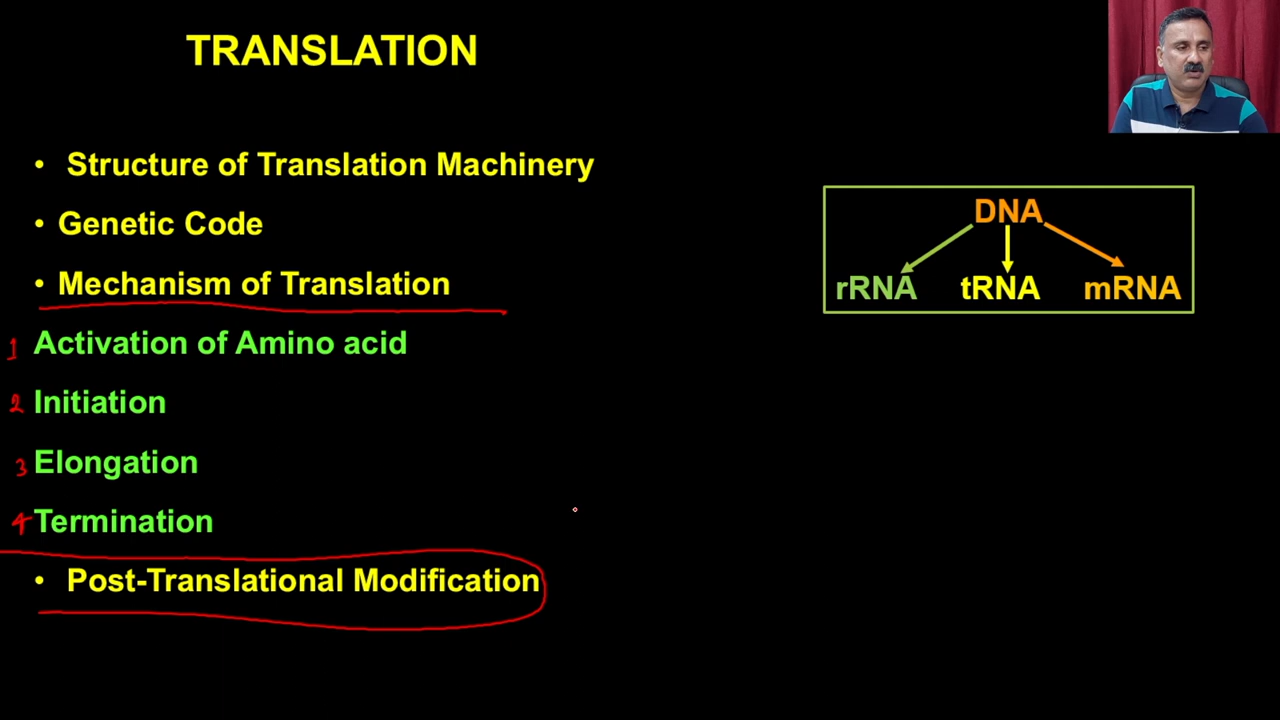 TRANSLATION
• Structure of Translation Machinery
• Genetic Code
• Mechanism of Translation
1 Activation of Amino acid
2 Initiation
3 Elongation
4 Termination
• Post-Translational Modification
DNA
rRNA tRNA mRNA